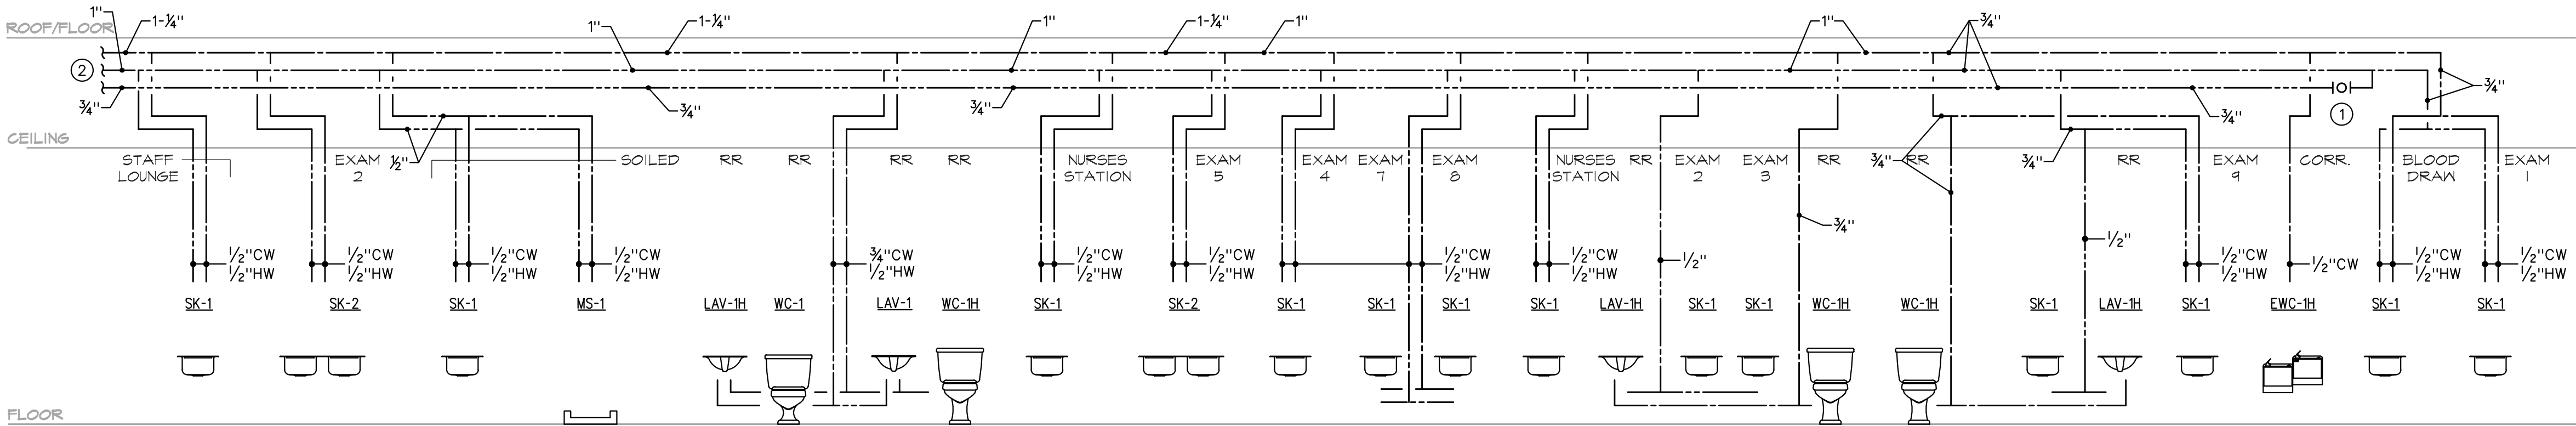 1" 1-1/4" 1" 1-1/4" 1" 1-1/4" 1" 1" 3/4"
ROOF/FLOOR
2
3/4" 3/4" 3/4" 3/4" 3/4"
1
CEILING
1/2" 3/4" 3/4"
STAFF LOUNGE
EXAM 2
SOILED
RR
RR
RR
RR
NURSES STATION
EXAM 5
EXAM 4
EXAM 7
EXAM 8
NURSES STATION
RR
EXAM 2
EXAM 3
RR
RR
RR
EXAM 9
CORR.
BLOOD DRAW
EXAM 1
3/4"
1/2"CW
1/2"HW
1/2"CW
1/2"HW
1/2"CW
1/2"HW
1/2"CW
1/2"HW
3/4"CW
1/2"HW
1/2"CW
1/2"HW
1/2"CW
1/2"HW
1/2"CW
1/2"HW
1/2"CW
1/2"HW
1/2"
1/2"
1/2"CW
1/2"HW
1/2"CW
1/2"CW
1/2"HW
1/2"CW
1/2"HW
SK-1 SK-2 SK-1 MS-1 LAV-1H WC-1 LAV-1 WC-1H SK-1 SK-2 SK-1 SK-1 SK-1 SK-1 LAV-1H SK-1 SK-1 WC-1H WC-1H SK-1 LAV-1H SK-1 EWC-1H SK-1 SK-1
FLOOR